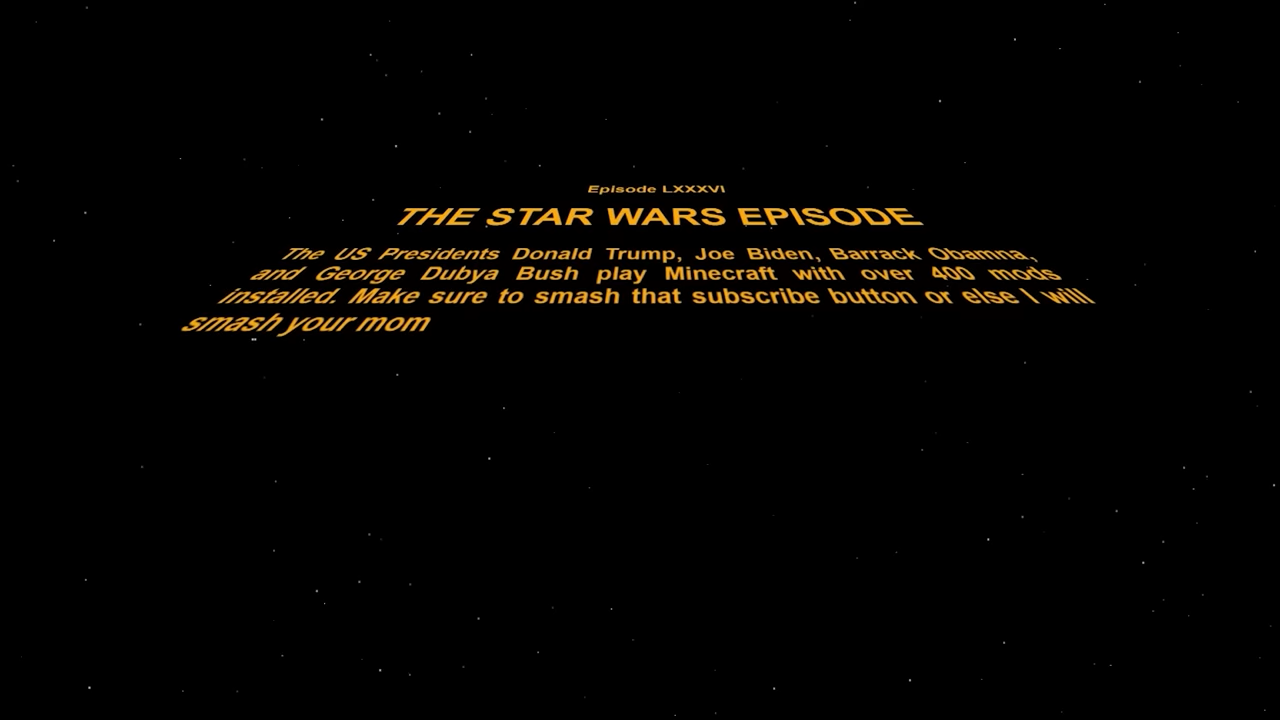 Episode LXXXVI
THE STAR WARS EPISODE
The US Presidents Donald Trump, Joe Biden, Barrack Obamna,
and George Dubya Bush play Minecraft with over 400 mods
installed. Make sure to smash that subscribe button or else I will
smash your mom